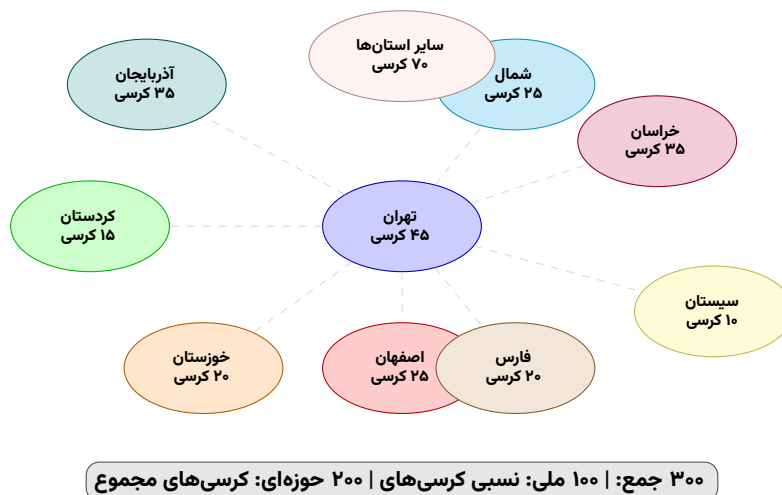 سایر استان‌ها
۷۰ کرسی
شمال
۲۵ کرسی
آذربایجان
۳۵ کرسی
خراسان
۳۵ کرسی
تهران
۴۵ کرسی
کردستان
۱۵ کرسی
سیستان
۱۰ کرسی
فارس
۲۰ کرسی
اصفهان
۲۵ کرسی
خوزستان
۲۰ کرسی
۳۰۰ جمع: | ۱۰۰ ملی: نسبی کرسی‌های | ۲۰۰ حوزه‌ای: کرسی‌های مجموع